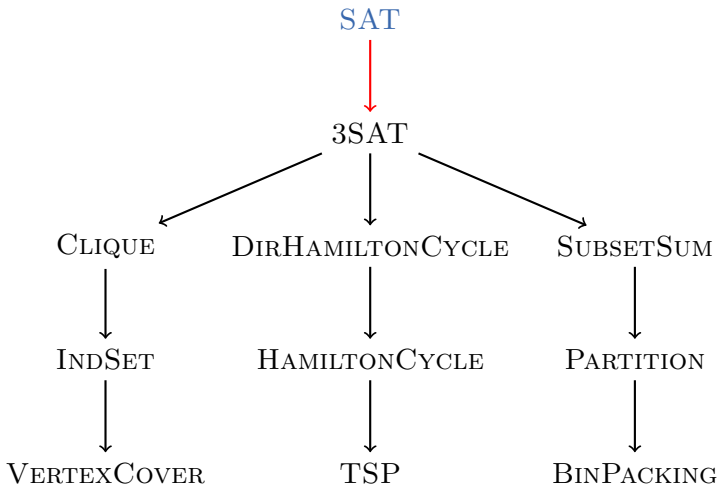 SAT
3SAT
CLIQUE DIRHAMILTONCYCLE SUBSETSUM
INDSET HAMILTONCYCLE PARTITION
VERTEXCOVER TSP BINPACKING